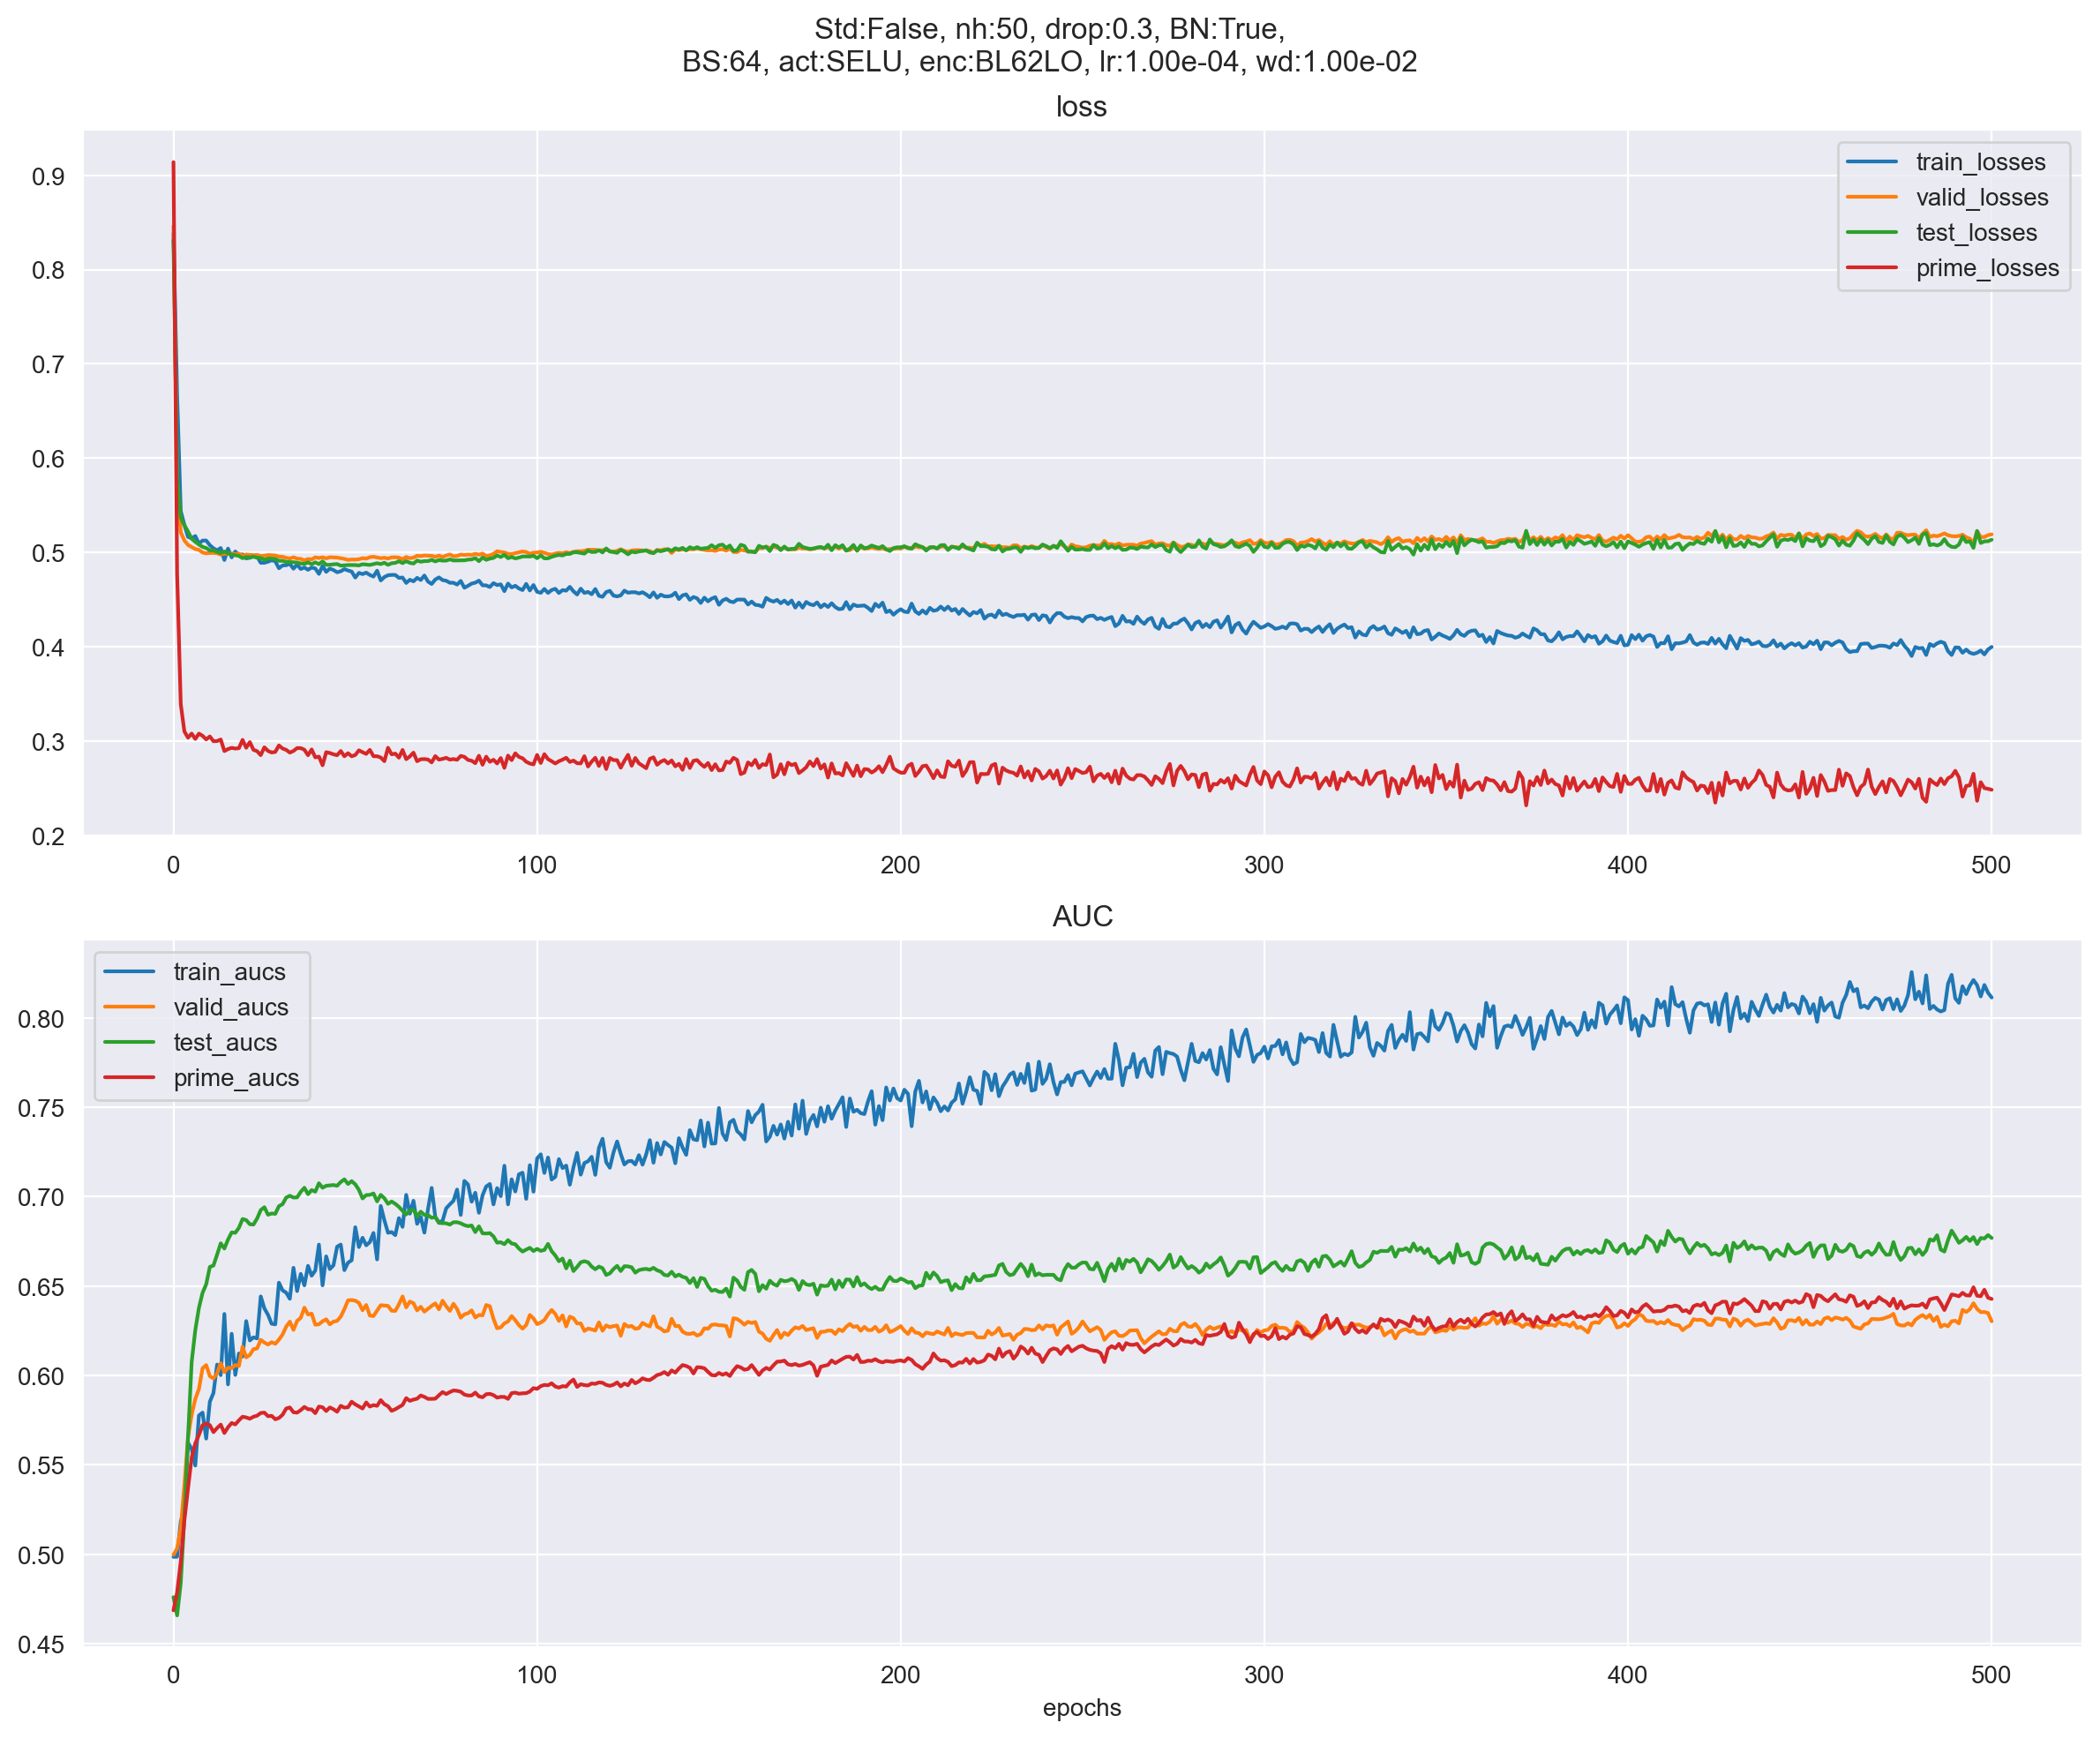 Std:False, nh:50, drop:0.3, BN:True,
BS:64, act:SELU, enc:BL62LO, lr:1.00e-04, wd:1.00e-02
loss
0.9
0.8
0.7
0.6
0.5
0.4
0.3
0.2
train_losses
valid_losses
test_losses
prime_losses
0 100 200 300 400 500
AUC
train_aucs
valid_aucs
test_aucs
prime_aucs
0.80
0.75
0.70
0.65
0.60
0.55
0.50
0.45
0 100 200 300 400 500
epochs